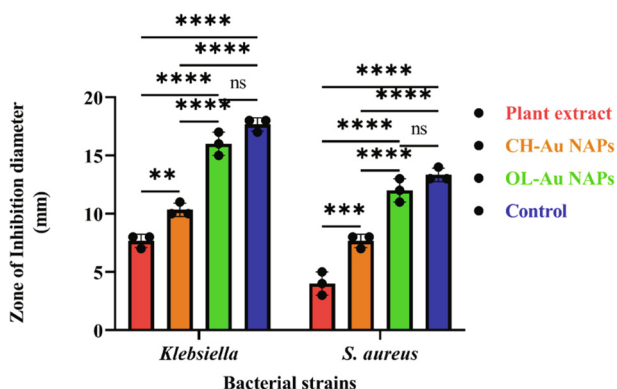 ****
****
****
ns
****
**
****
****
****
ns
****
***
Zone of Inhibition diameter
(mm)
20
15
10
5
0
Klebsiella
S. aureus
Bacterial strains
Plant extract
CH-Au NAPs
OL-Au NAPs
Control